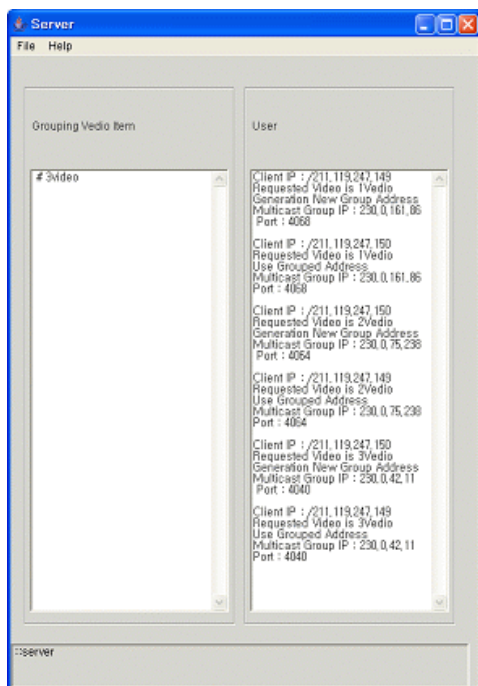 Server
File Help
Grouping Vedio Item
# 3video
User
Client IP : /211,119,247,149
Requested Video is 1Vedio
Generation New Group Address
Multicast Group IP : 230,0,161,86
Port : 4068
Client IP : /211,119,247,150
Requested Video is 1Vedio
Use Grouped Address
Multicast Group IP : 230,0,161,86
Port : 4068
Client IP : /211,119,247,150
Requested Video is 2Vedio
Generation New Group Address
Multicast Group IP : 230,0,75,238
Port : 4064
Client IP : /211,119,247,149
Requested Video is 2Vedio
Use Grouped Address
Multicast Group IP : 230,0,75,238
Port : 4064
Client IP : /211,119,247,150
Requested Video is 3Vedio
Generation New Group Address
Multicast Group IP : 230,0,42,11
Port : 4040
Client IP : /211,119,247,149
Requested Video is 3Vedio
Use Grouped Address
Multicast Group IP : 230,0,42,11
Port : 4040
::server